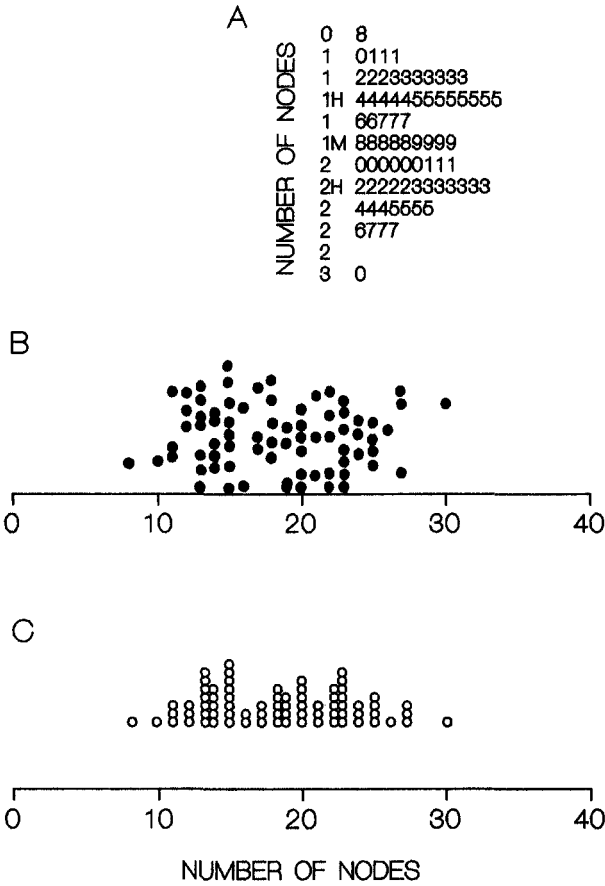 A
NUMBER OF NODES
0 8
1 0111
1 2223333333
1H 4444455555555
1 66777
1M 888889999
2 000000111
2H 222223333333
2 4445555
2 6777
2
3 0
B
0 10 20 30 40
C
0 10 20 30 40
NUMBER OF NODES